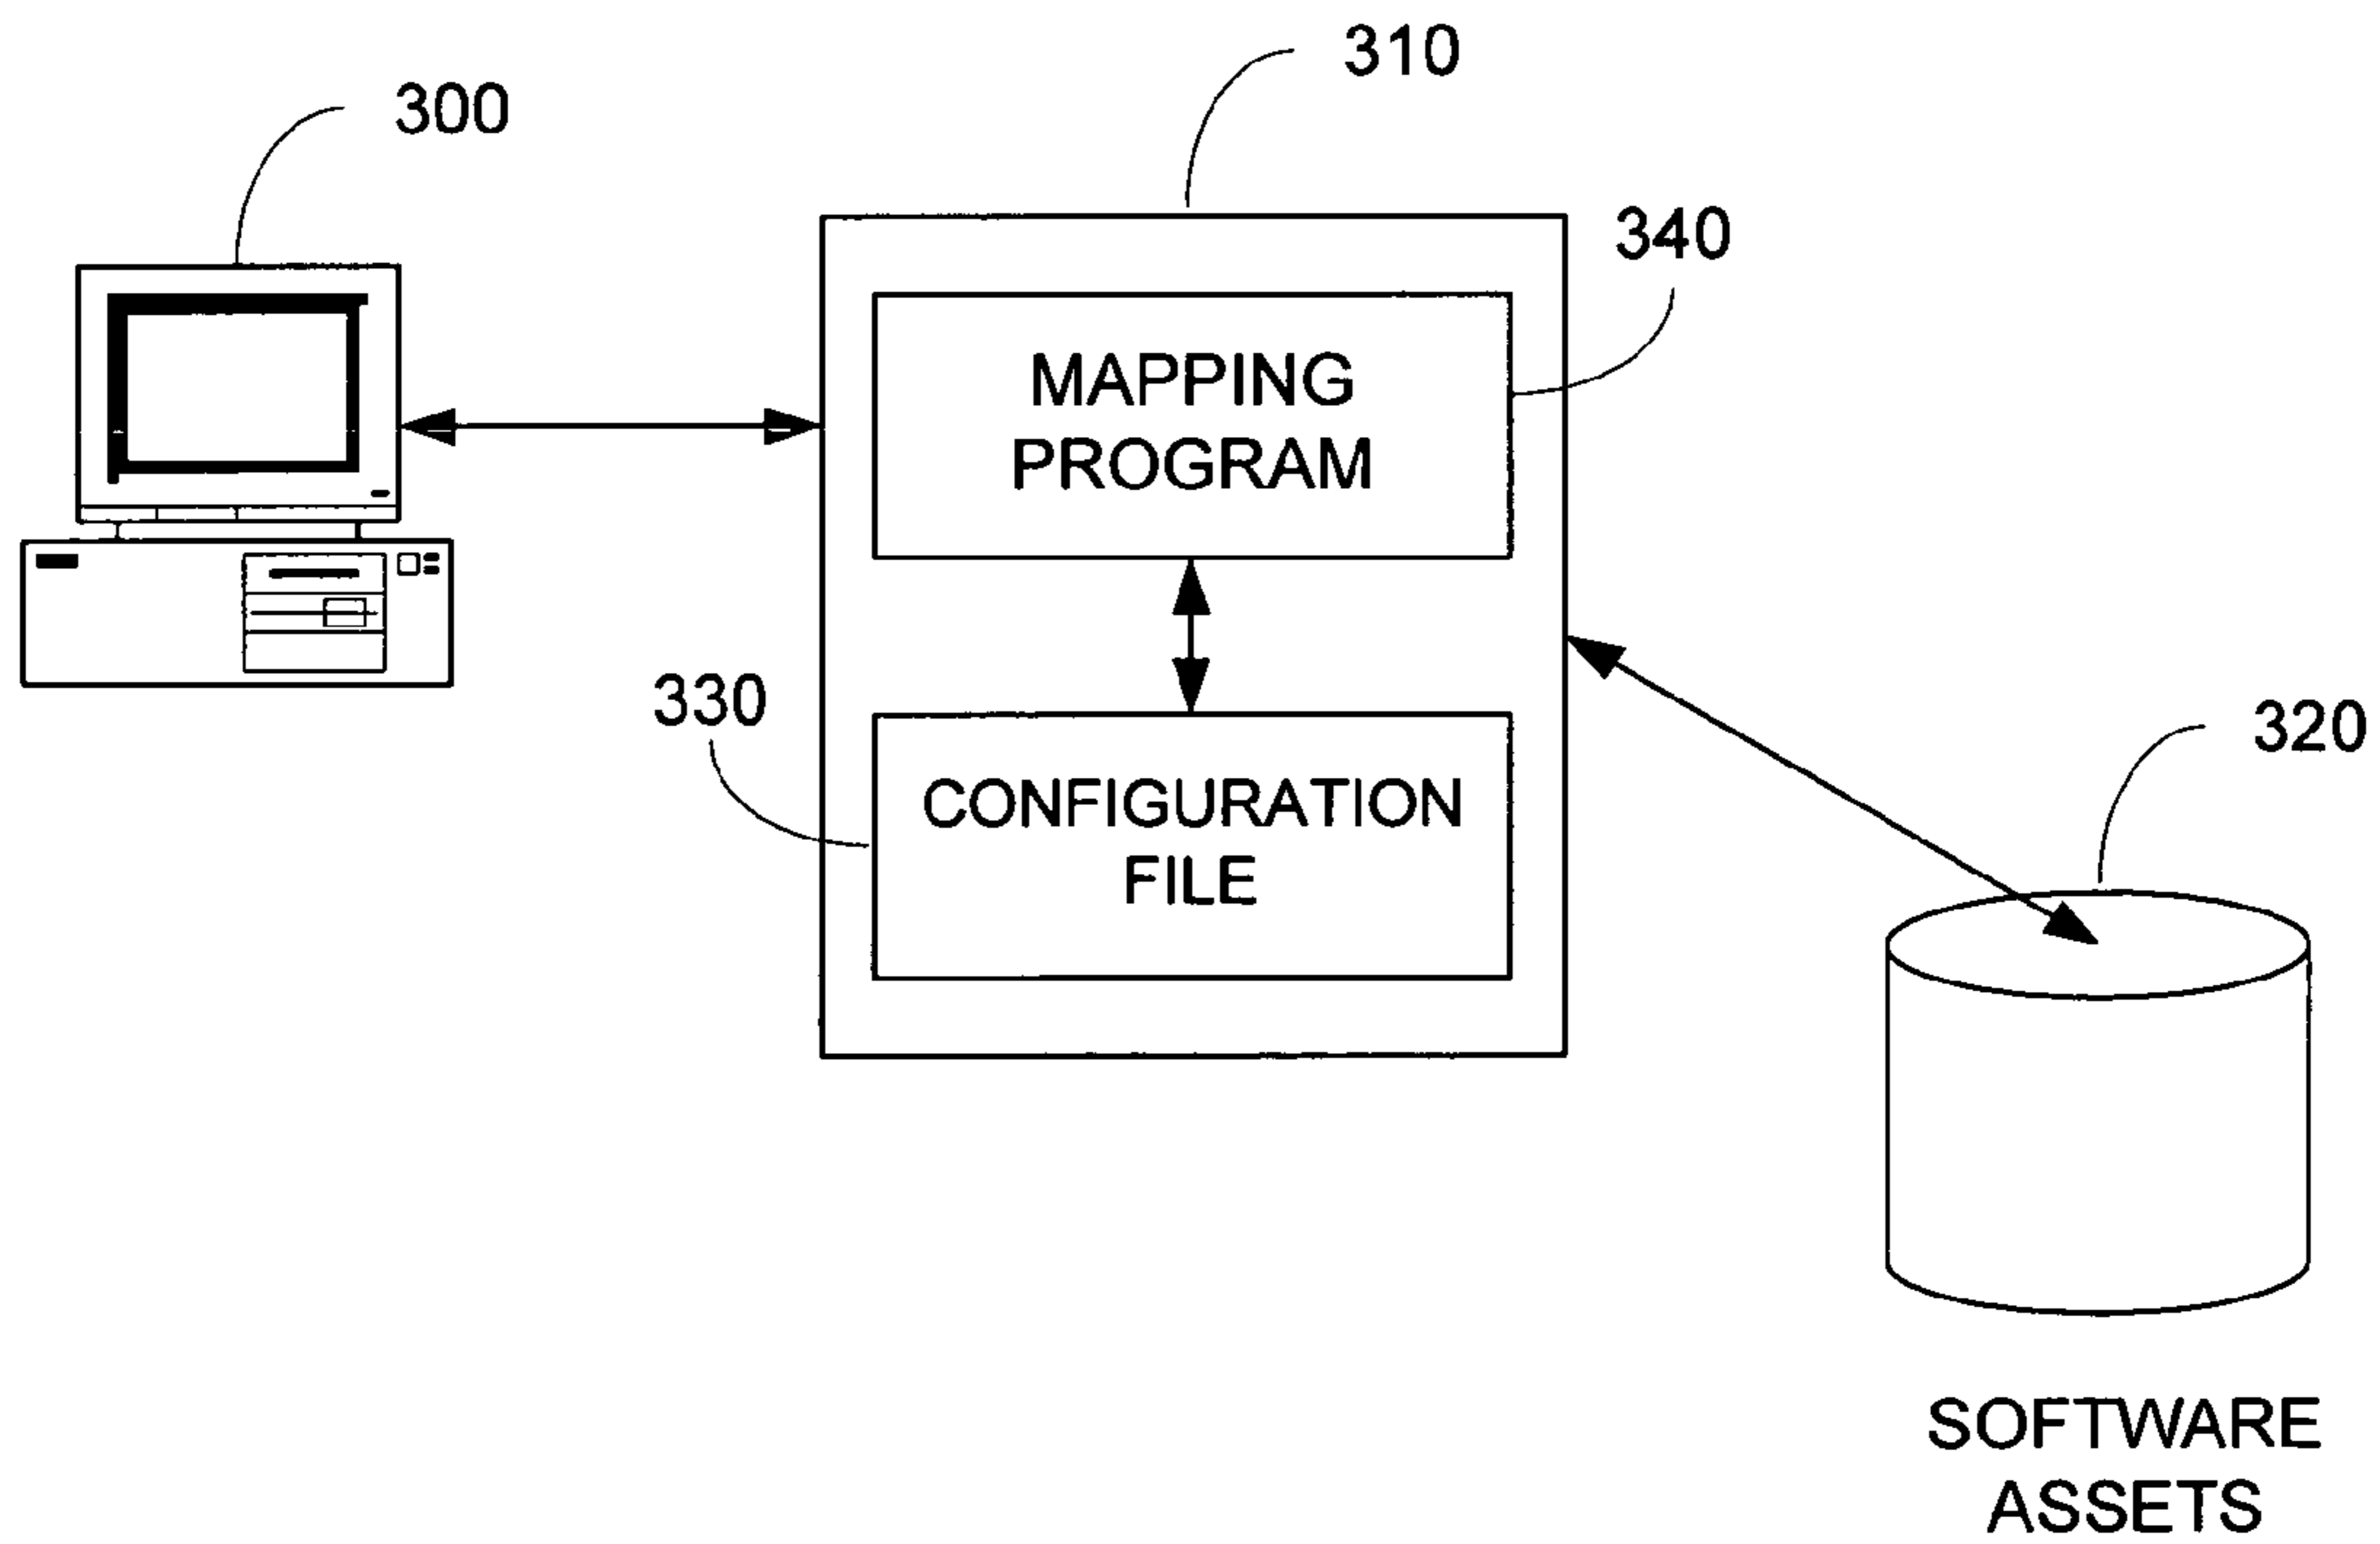 310
300
340
MAPPING
PROGRAM
330
320
CONFIGURATION
FILE
SOFTWARE
ASSETS